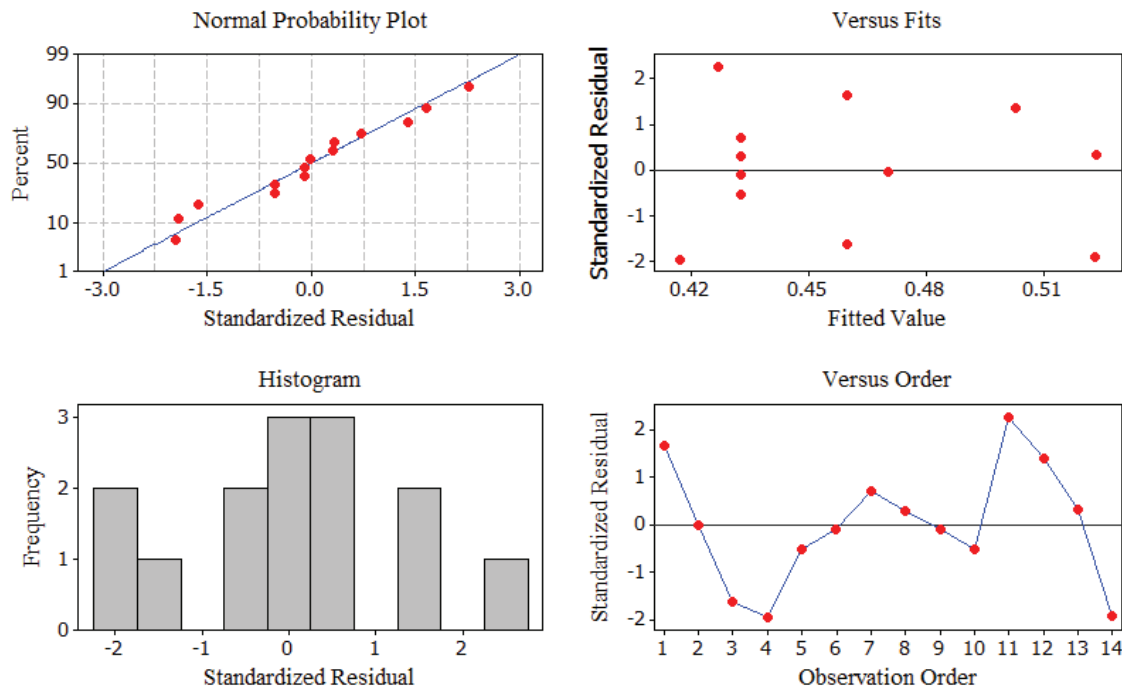 Normal Probability Plot
99
90
50
10
1
Percent
-3.0 -1.5 0.0 1.5 3.0
Standardized Residual
Versus Fits
2
1
0
-1
-2
Standardized Residual
0.42 0.45 0.48 0.51
Fitted Value
Histogram
3
2
1
0
Frequency
-2 -1 0 1 2
Standardized Residual
Versus Order
2
1
0
-1
-2
Standardized Residual
1 2 3 4 5 6 7 8 9 10 11 12 13 14
Observation Order